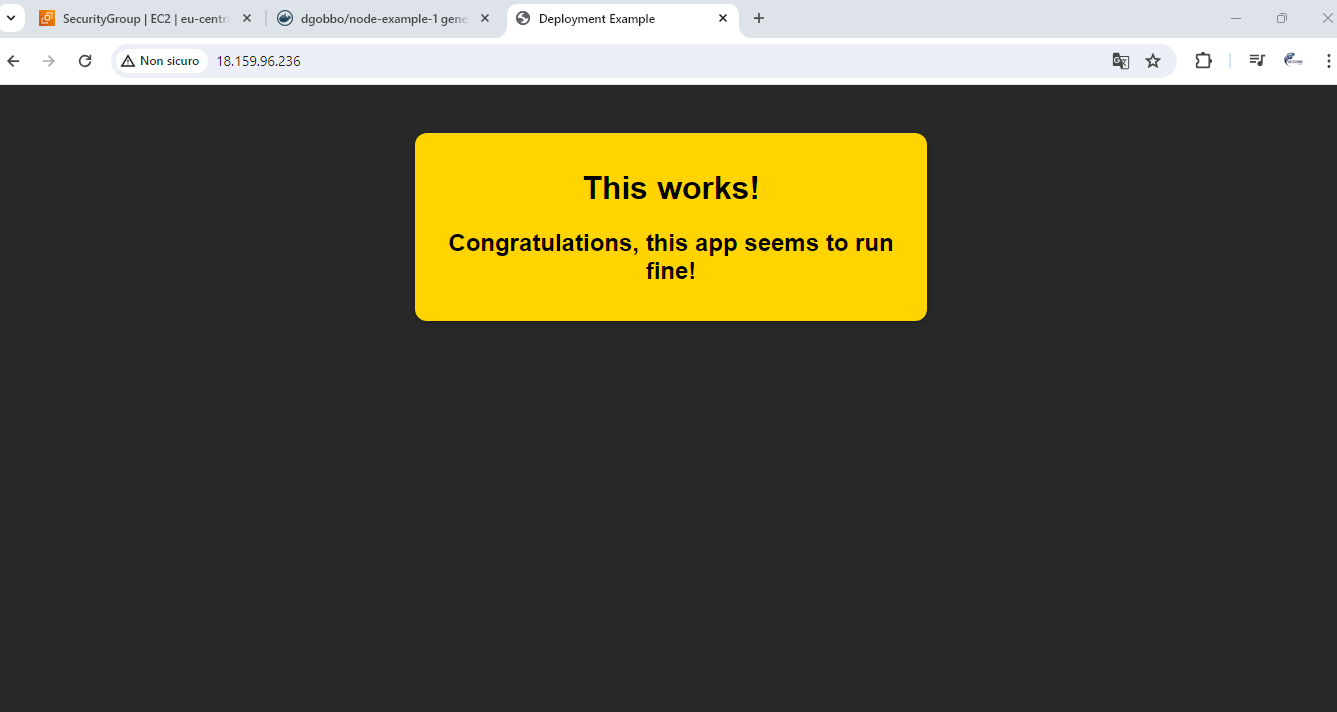 SecurityGroup | EC2 | eu-centr
dgobbo/node-example-1 gene
Deployment Example
Non sicuro
18.159.96.236
This works!
Congratulations, this app seems to run
fine!